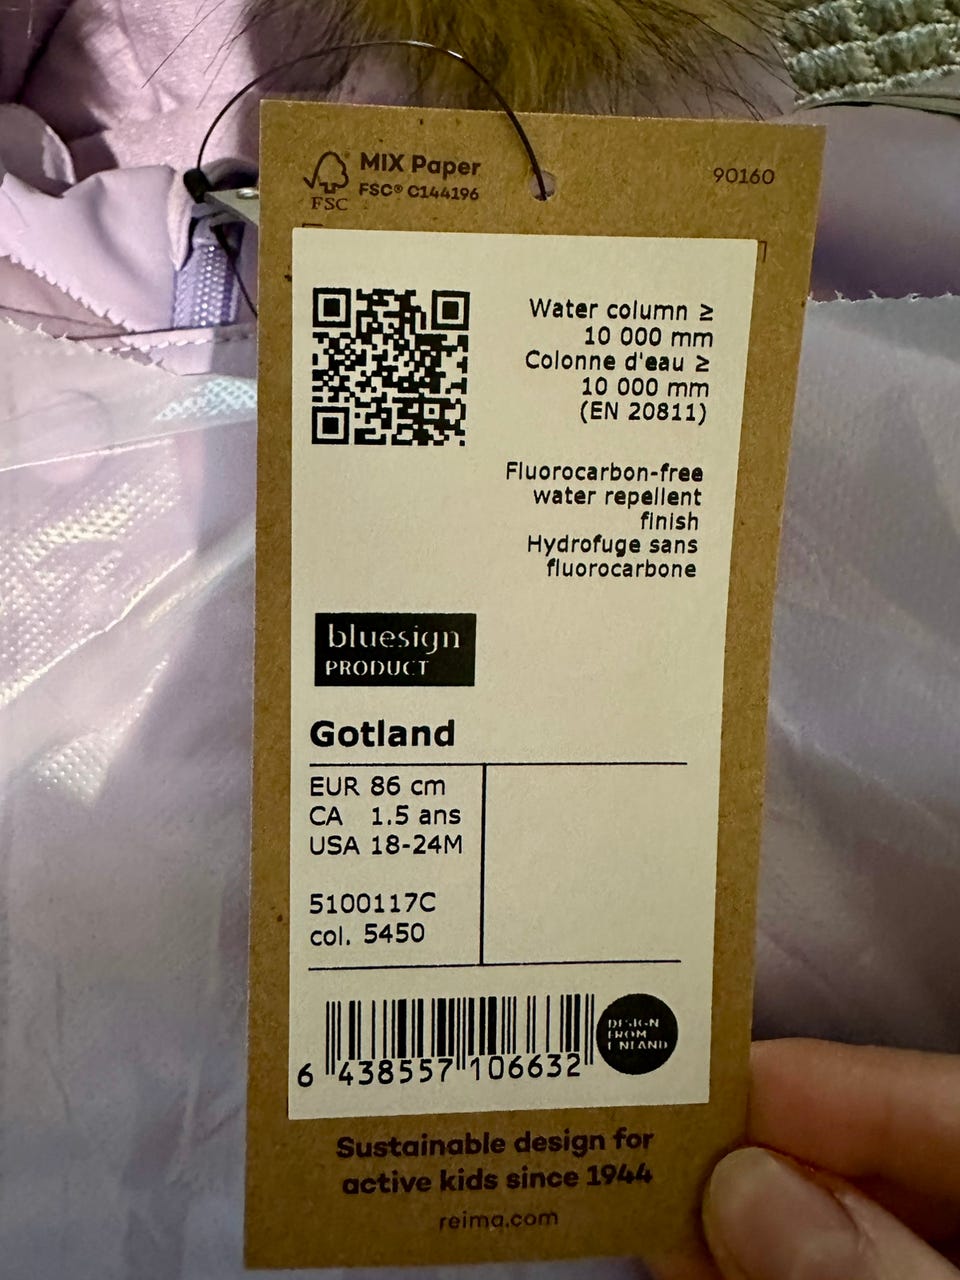 MIX Paper
FSC® C144196
FSC
90160
Water column ≥
10 000 mm
Colonne d'eau ≥
10 000 mm
(EN 20811)
Fluorocarbon-free
water repellent
finish
Hydrofuge sans
fluorocarbone
bluesign
PRODUCT
Gotland
EUR 86 cm
CA 1.5 ans
USA 18-24M
5100117C
col. 5450
6 438557 106632
DESIGN
FROM
FINLAND
Sustainable design for
active kids since 1944
reima.com